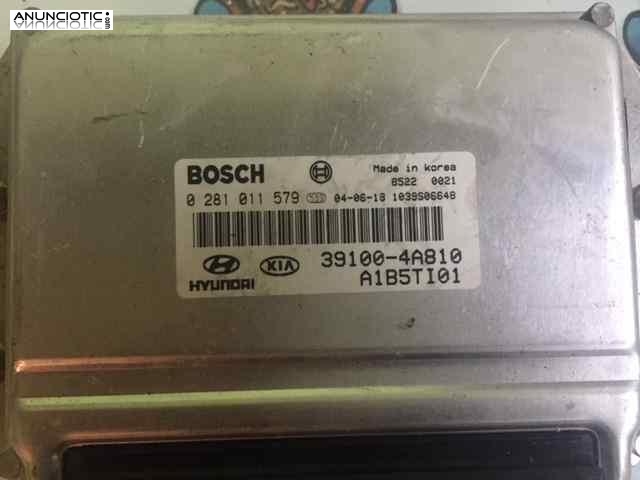 ANUNCIOTIC.com
BOSCH
Made in korea
8522 0021
0 281 011 579 04-06-18 1039S06648
39100-4A810
HYUNDAI KIA
A1B5TI01